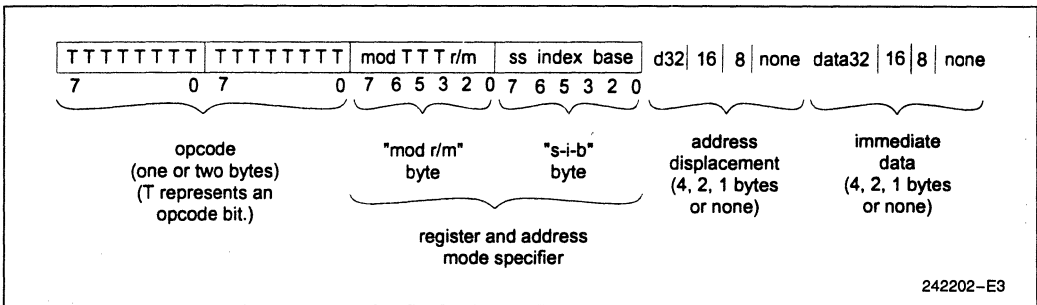 T T T T T T T T T T T T T T T T mod T T T r/m ss index base d32 16 8 none data32 16 8 none
7 0 7 0 7 6 5 3 2 0 7 6 5 3 2 0
opcode
(one or two bytes)
(T represents an
opcode bit.)
"mod r/m"
byte
"s-i-b"
byte
address
displacement
(4, 2, 1 bytes
or none)
immediate
data
(4, 2, 1 bytes
or none)
register and address
mode specifier
242202–E3